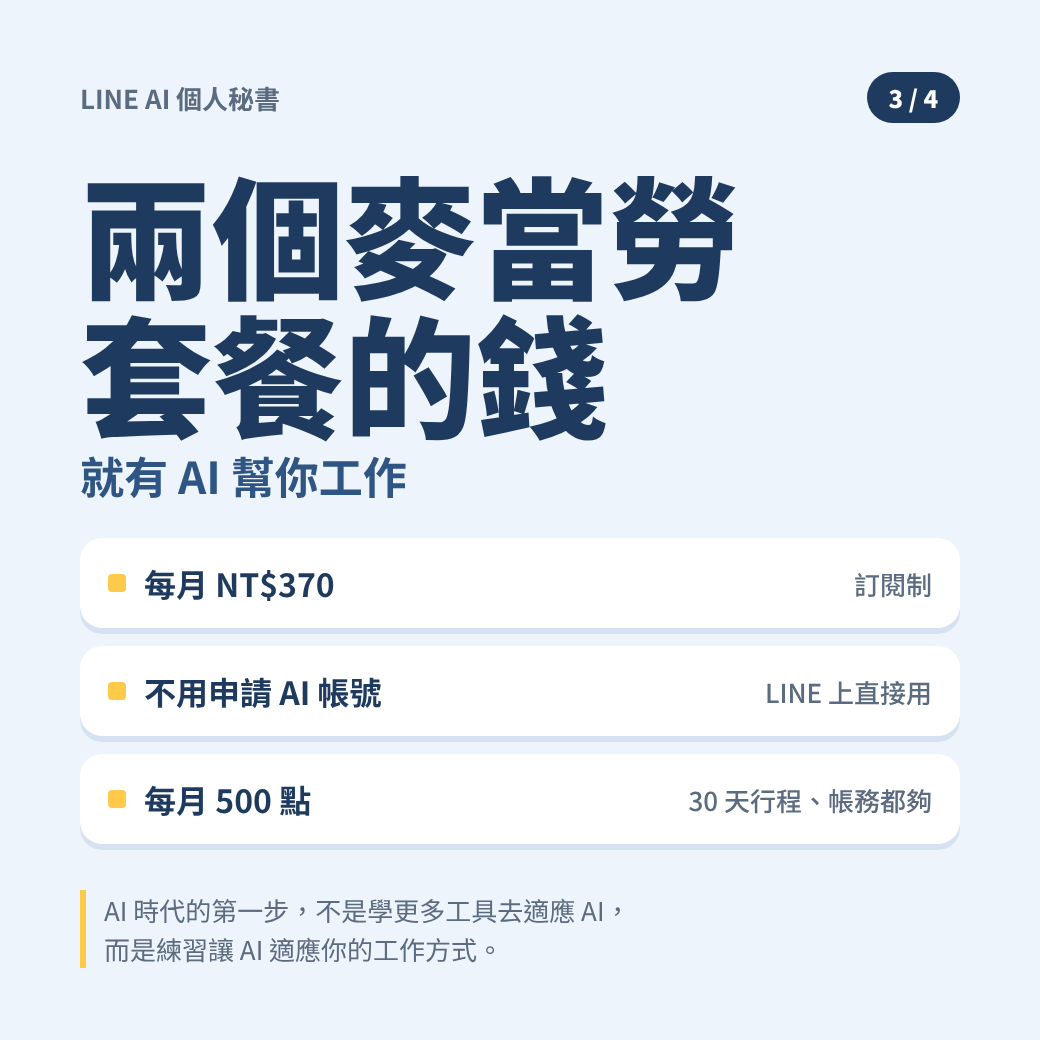 LINE AI 個人秘書
3 / 4
兩個麥當勞
套餐的錢
就有 AI 幫你工作
每月 NT$370
訂閱制
不用申請 AI 帳號
LINE 上直接用
每月 500 點
30 天行程、帳務都夠
AI 時代的第一步，不是學更多工具去適應 AI，
而是練習讓 AI 適應你的工作方式。